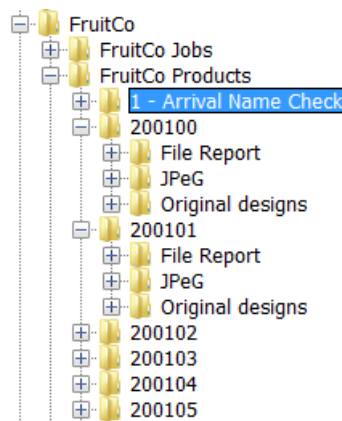 FruitCo
FruitCo Jobs
FruitCo Products
1 - Arrival Name Check
200100
File Report
JPeG
Original designs
200101
File Report
JPeG
Original designs
200102
200103
200104
200105